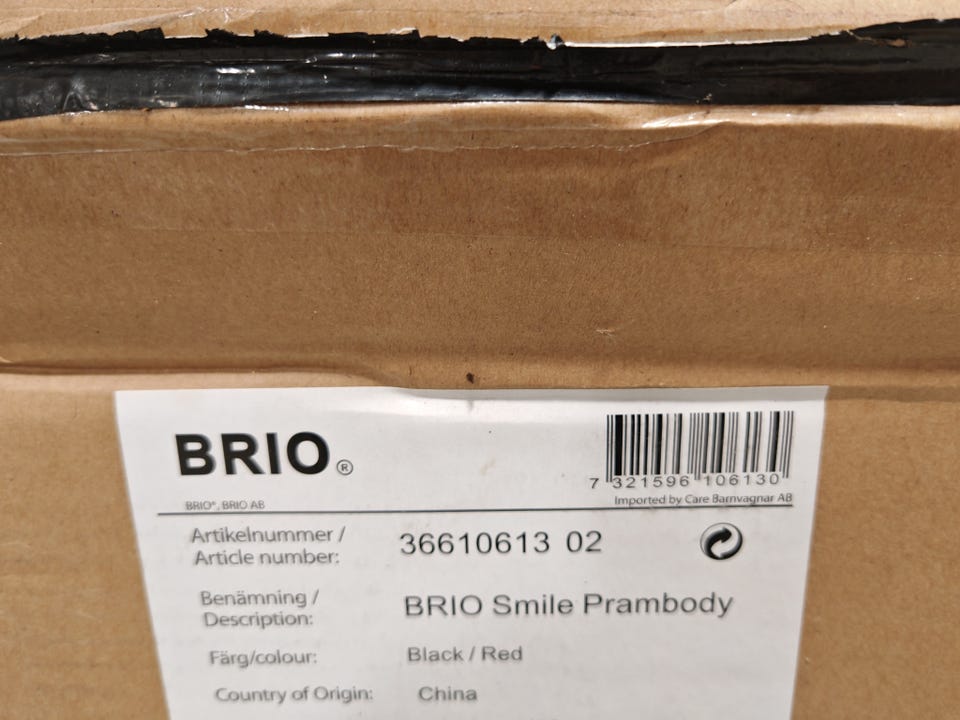 BRIO®
7 321596 106130
Imported by Care Barnvagnar AB
BRIO®, BRIO AB
Artikelnummer /
Article number:
36610613 02
Benämning /
Description:
BRIO Smile Prambody
Färg/colour:
Black / Red
Country of Origin:
China